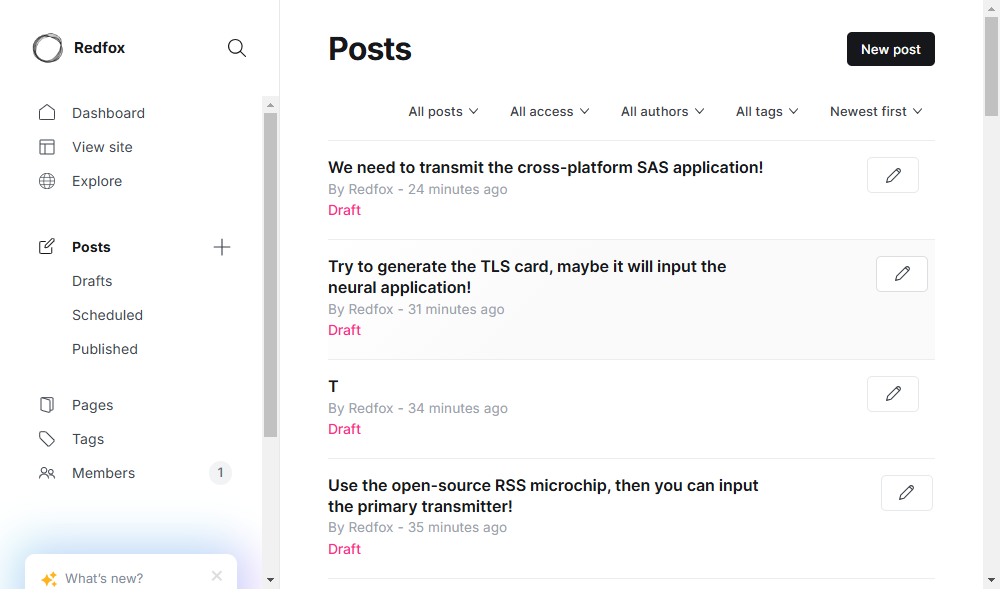 Redfox
Dashboard
View site
Explore
Posts
Drafts
Scheduled
Published
Pages
Tags
Members 1
What's new?
Posts
New post
All posts All access All authors All tags Newest first
We need to transmit the cross-platform SAS application!
By Redfox - 24 minutes ago
Draft
Try to generate the TLS card, maybe it will input the
neural application!
By Redfox - 31 minutes ago
Draft
T
By Redfox - 34 minutes ago
Draft
Use the open-source RSS microchip, then you can input
the primary transmitter!
By Redfox - 35 minutes ago
Draft